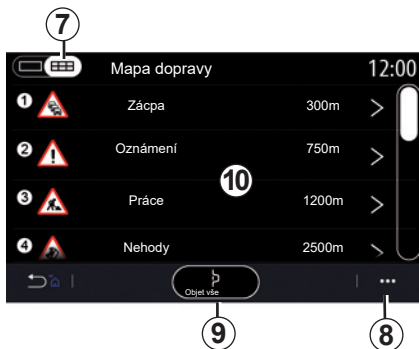 7
Mapa dopravy 12:00
1 Zácpa 300m
2 Oznámení 750m
10
3 Práce 1200m
4 Nehody 2500m
Objet vše
9 8